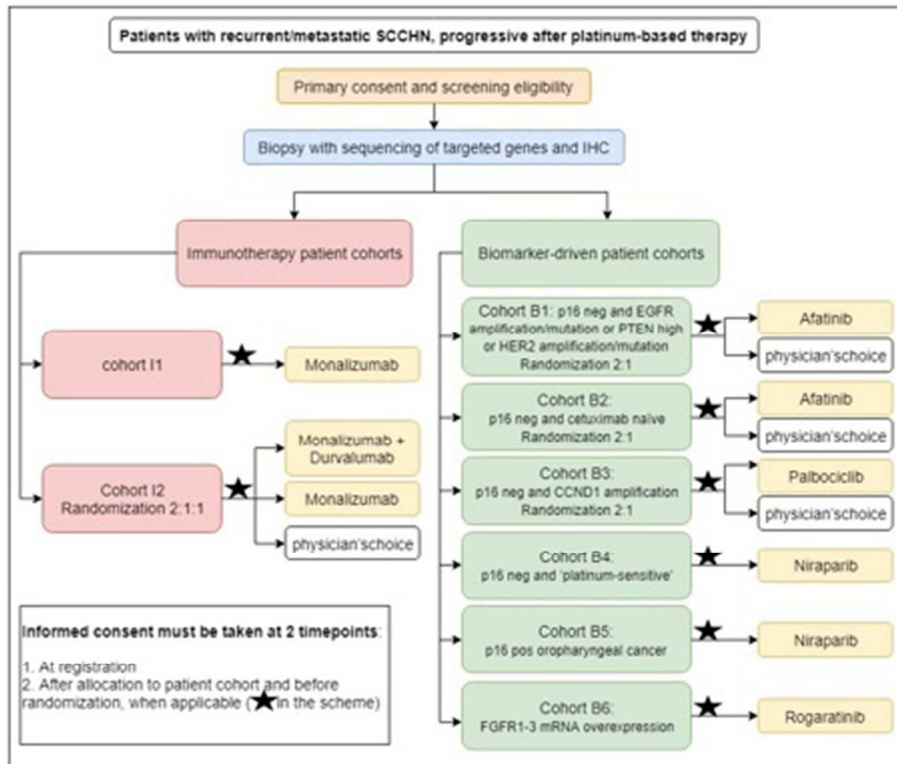 Patients with recurrent/metastatic SCCHN, progressive after platinum-based therapy
Primary consent and screening eligibility
Biopsy with sequencing of targeted genes and IHC
Immunotherapy patient cohorts
cohort I1
Monalizumab
Cohort I2
Randomization 2:1:1
Monalizumab +
Durvalumab
Monalizumab
physician'schoice
Informed consent must be taken at 2 timepoints:
1. At registration
2. After allocation to patient cohort and before
randomization, when applicable (★ in the scheme)
Biomarker-driven patient cohorts
Cohort B1: p16 neg and EGFR
amplification/mutation or PTEN high
or HER2 amplification/mutation
Randomization 2:1
Afatinib
physician'schoice
Cohort B2:
p16 neg and cetuximab naïve
Randomization 2:1
Afatinib
physician'schoice
Cohort B3:
p16 neg and CCND1 amplification
Randomization 2:1
Palbociclib
physician'schoice
Cohort B4:
p16 neg and 'platinum-sensitive'
Niraparib
Cohort B5:
p16 pos oropharyngeal cancer
Niraparib
Cohort B6:
FGFR1-3 mRNA overexpression
Rogaratinib